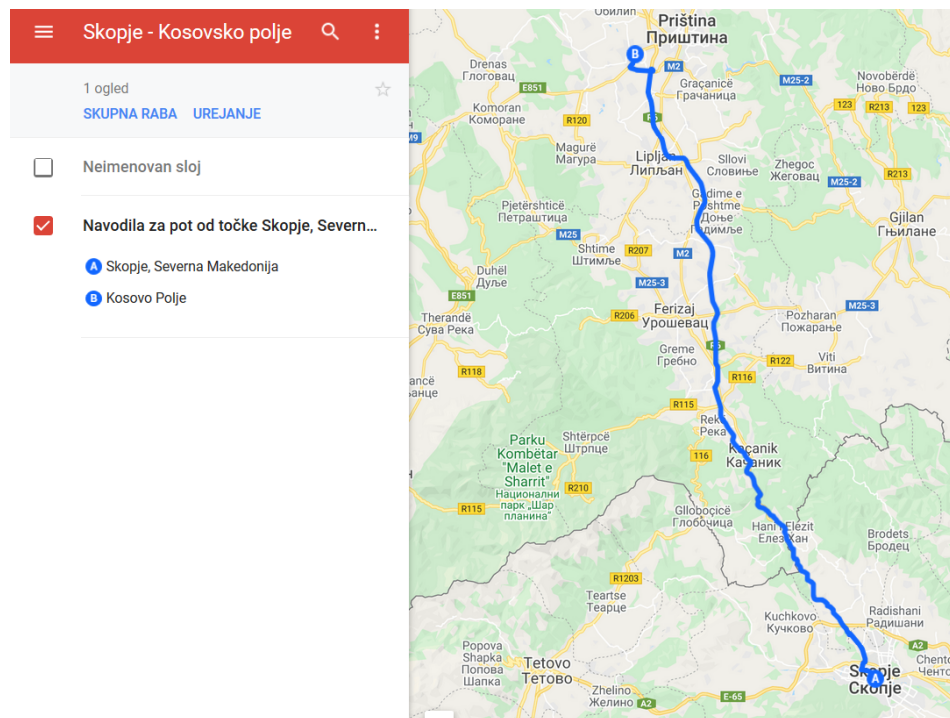 Skopje - Kosovsko polje
1 ogled
SKUPNA RABA UREJANJE
Neimenovan sloj
Navodila za pot od točke Skopje, Severn...
A Skopje, Severna Makedonija
B Kosovo Polje
Обилић
Priština
Приштина
B
M2
Drenas
Глоговац
E851
Graçanicë
Грачаница
M25-2
Novobërdë
Ново Брдо
123
R213
123
Komoran
Коморане
R120
M9
Magurë
Магура
Lipljan
Липљан
Sllovi
Словиње
Zhegoc
Жеговац
M25-2
R213
Gadime e
Poshtme
Доње
Гадимље
Pjetërshticë
Петраштица
Gjilan
Гњилане
M25
Shtime
Штимље
R207
M2
Duhël
Дуље
M25-3
E851
Ferizaj
Урошевац
M25-3
R206
Pozharan
Пожарање
Therandë
Сува Река
Greme
Гребно
R122
Viti
Витина
R118
R116
R115
Kaçanik
Качаник
Parku
Kombëtar
"Malet e
Sharrit"
Национални
парк „Шар
планина“
Shtërpcë
Штрпце
116
R210
R115
Glloboçicë
Глобочица
Hani i Elezit
Елез Хан
Brodets
Бродец
R1203
Teartse
Теарце
Kuchkovo
Кучково
Radishani
Радишани
A2
Popova
Shapka
Попова
Шапка
Tetovo
Тетово
Skopje
Скопје
A
Zhelino
Желино
A2
E-65